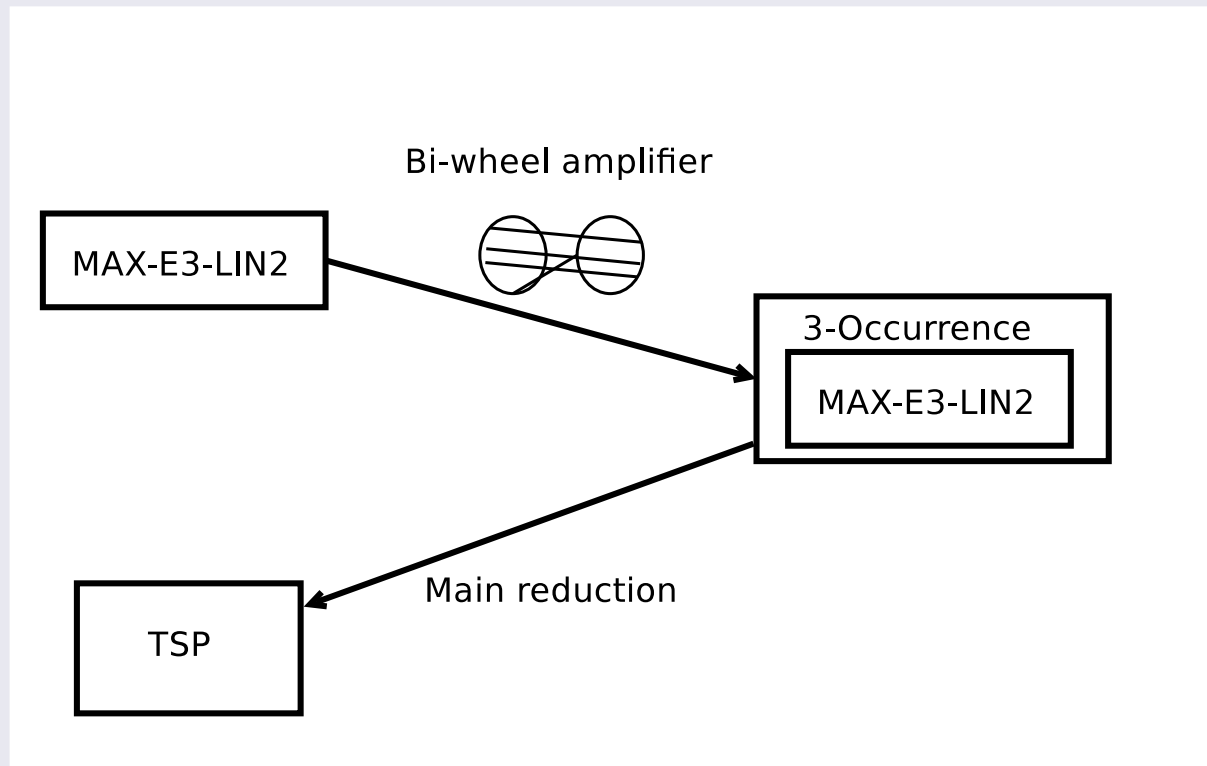 Bi-wheel amplifier
MAX-E3-LIN2
3-Occurrence
MAX-E3-LIN2
Main reduction
TSP